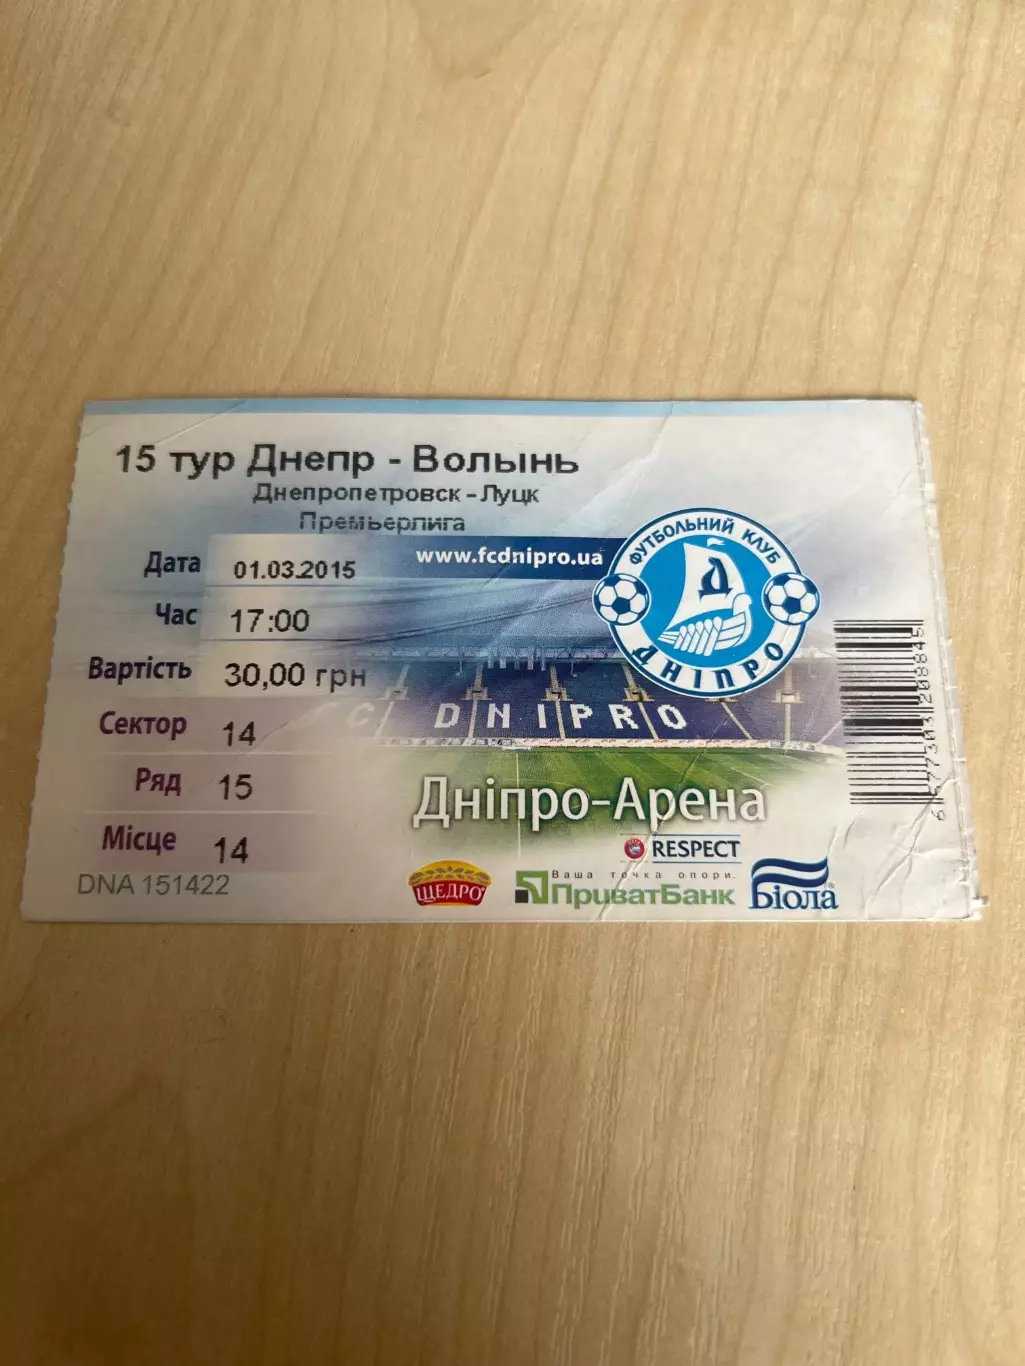 15 тур Днепр - Волынь
Днепропетровск-Луцк
Премьерлига
www.fcdnipro.ua
Дата 01.03.2015
Час 17:00
Вартість 30,00 грн
Сектор 14
Ряд 15
Місце 14
DNA 151422
ФУТБОЛЬНИЙ КЛУБ
Д
ДНІПРО
FC DNIPRO
Дніпро-Арена
RESPECT
ЩЕДРО
Ваша точка опори.
ПриватБанк
Біола